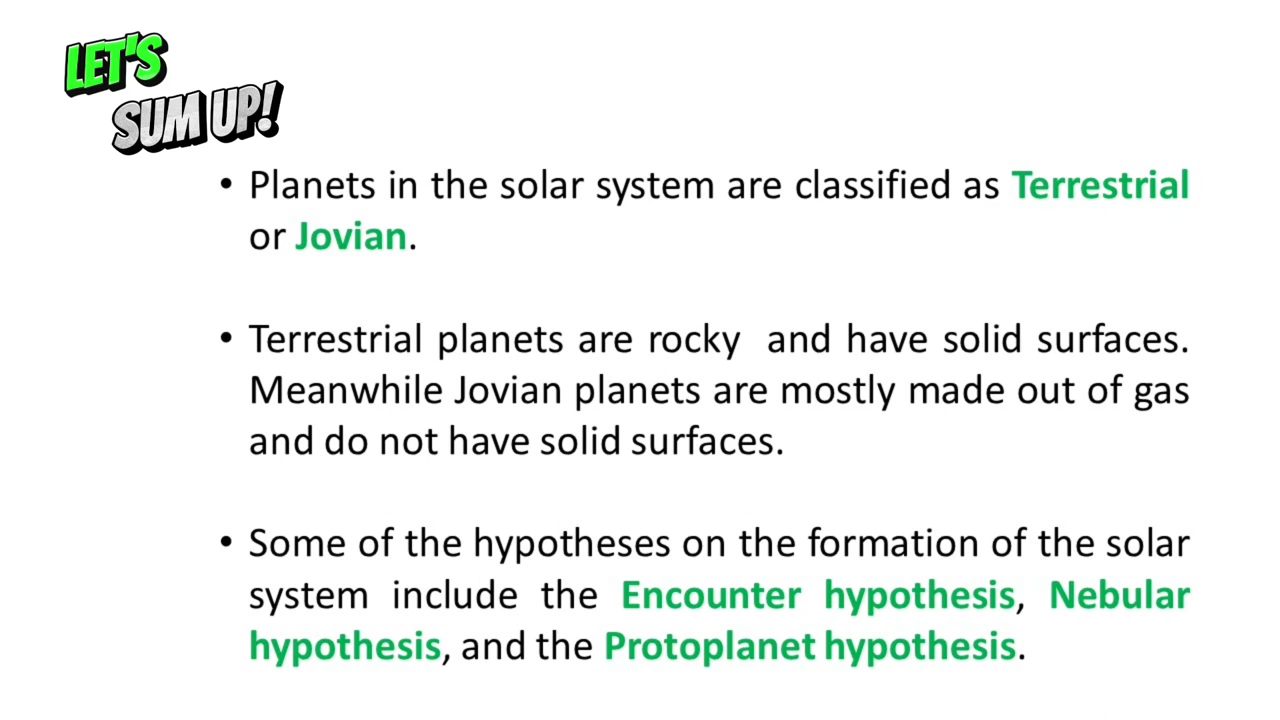 LET'S
SUM UP!
• Planets in the solar system are classified as Terrestrial
or Jovian.
• Terrestrial planets are rocky  and have solid surfaces.
Meanwhile Jovian planets are mostly made out of gas
and do not have solid surfaces.
• Some of the hypotheses on the formation of the solar
system include the Encounter hypothesis, Nebular
hypothesis, and the Protoplanet hypothesis.